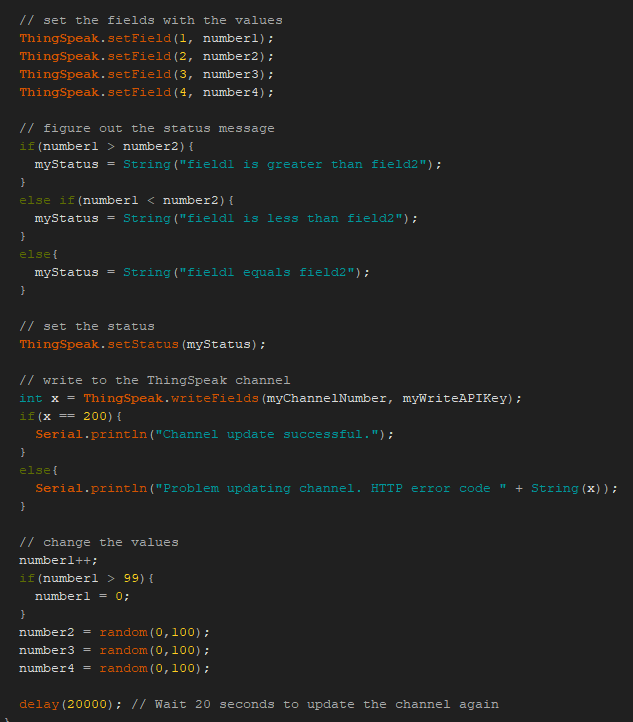 // set the fields with the values
ThingSpeak.setField(1, number1);
ThingSpeak.setField(2, number2);
ThingSpeak.setField(3, number3);
ThingSpeak.setField(4, number4);

// figure out the status message
if(number1 > number2){
  myStatus = String("field1 is greater than field2");
}
else if(number1 < number2){
  myStatus = String("field1 is less than field2");
}
else{
  myStatus = String("field1 equals field2");
}

// set the status
ThingSpeak.setStatus(myStatus);

// write to the ThingSpeak channel
int x = ThingSpeak.writeFields(myChannelNumber, myWriteAPIKey);
if(x == 200){
  Serial.println("Channel update successful.");
}
else{
  Serial.println("Problem updating channel. HTTP error code " + String(x));
}

// change the values
number1++;
if(number1 > 99){
  number1 = 0;
}
number2 = random(0,100);
number3 = random(0,100);
number4 = random(0,100);

delay(20000); // Wait 20 seconds to update the channel again
}